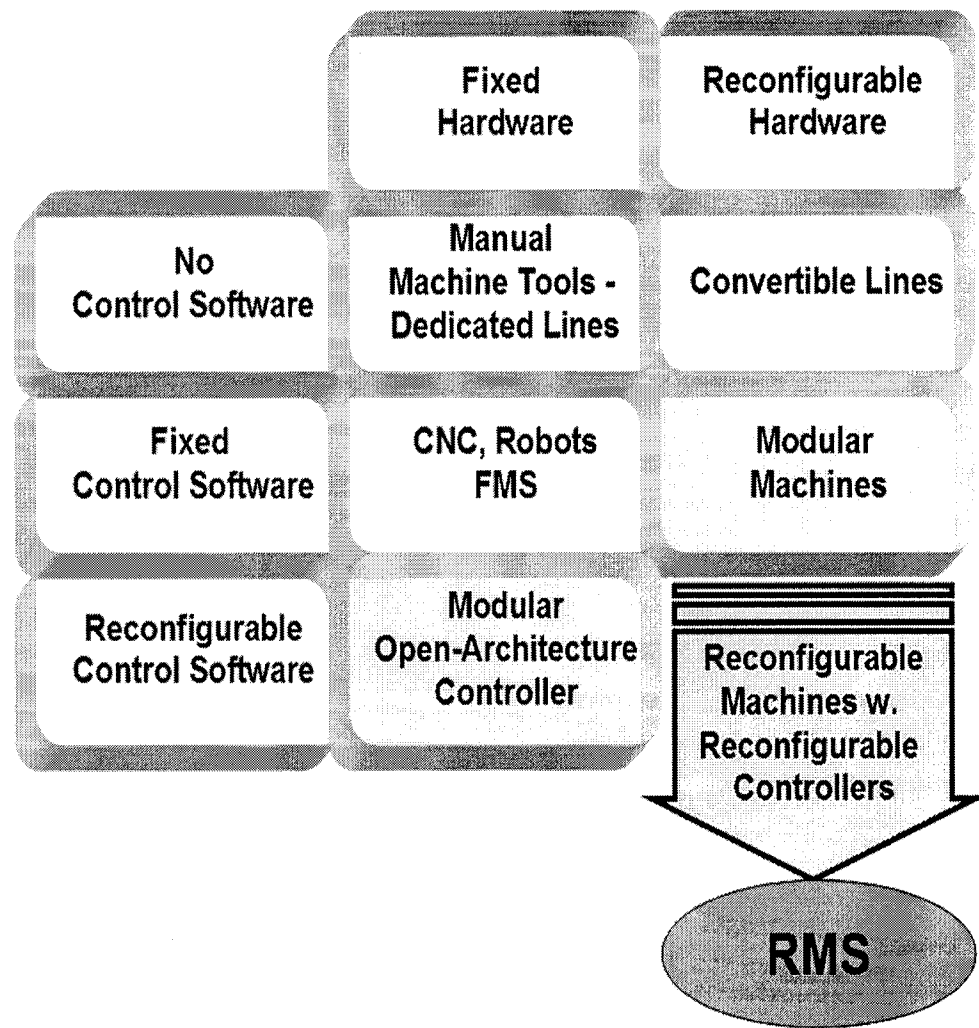 Fixed
Hardware
Reconfigurable
Hardware
No
Control Software
Manual
Machine Tools -
Dedicated Lines
Convertible Lines
Fixed
Control Software
CNC, Robots
FMS
Modular
Machines
Reconfigurable
Control Software
Modular
Open-Architecture
Controller
Reconfigurable
Machines w.
Reconfigurable
Controllers
RMS